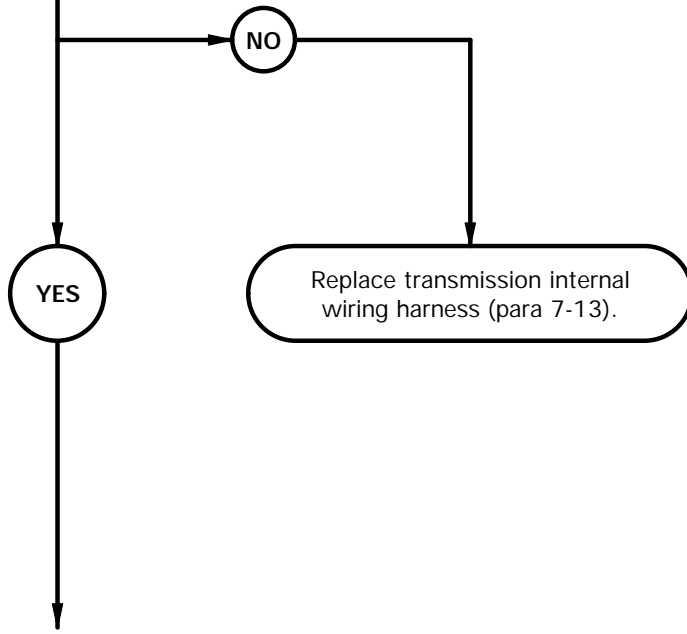 NO
YES
Replace transmission internal
wiring harness (para 7-13).